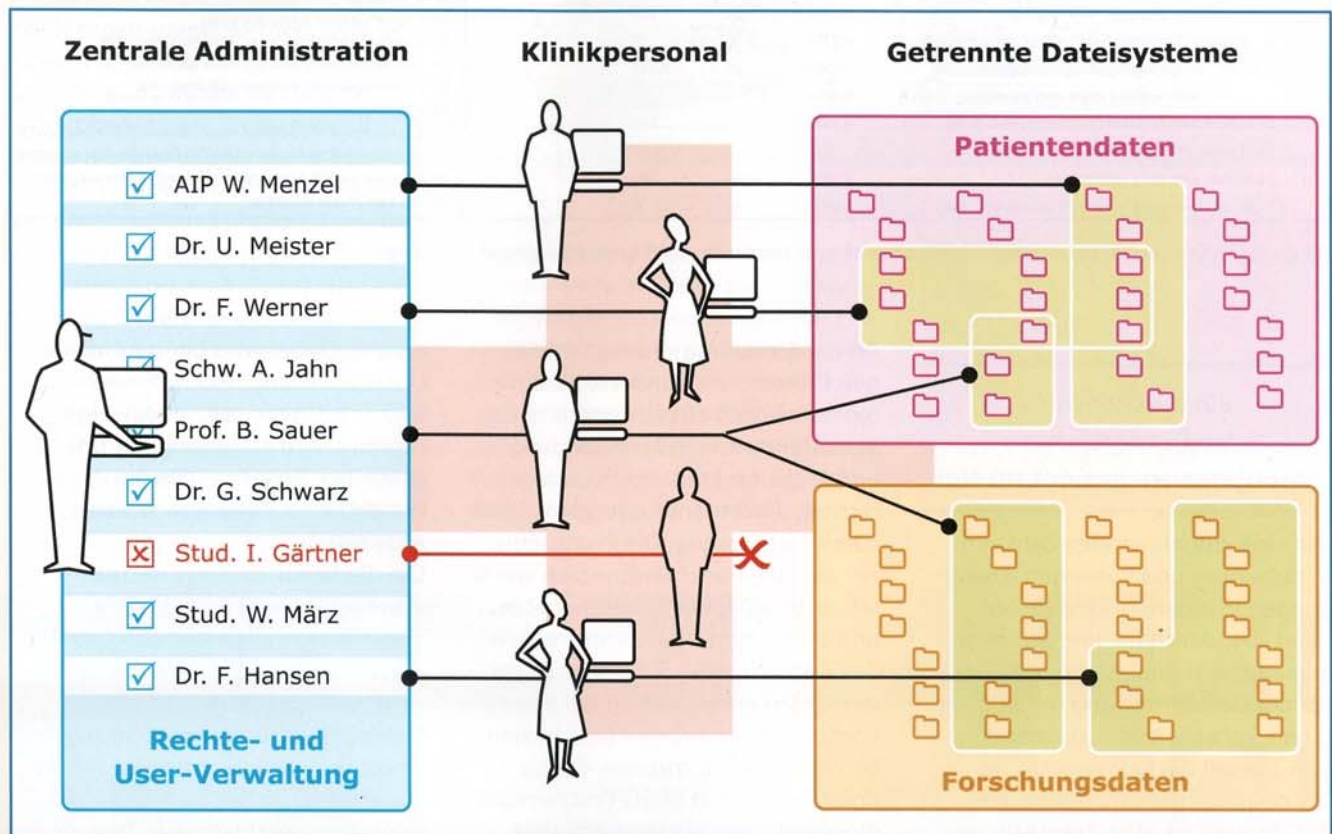 Zentrale Administration
Klinikpersonal
Getrennte Dateisysteme
AIP W. Menzel
Dr. U. Meister
Dr. F. Werner
Schw. A. Jahn
Prof. B. Sauer
Dr. G. Schwarz
Stud. I. Gärtner
Stud. W. März
Dr. F. Hansen
Rechte- und
User-Verwaltung
Patientendaten
Forschungsdaten